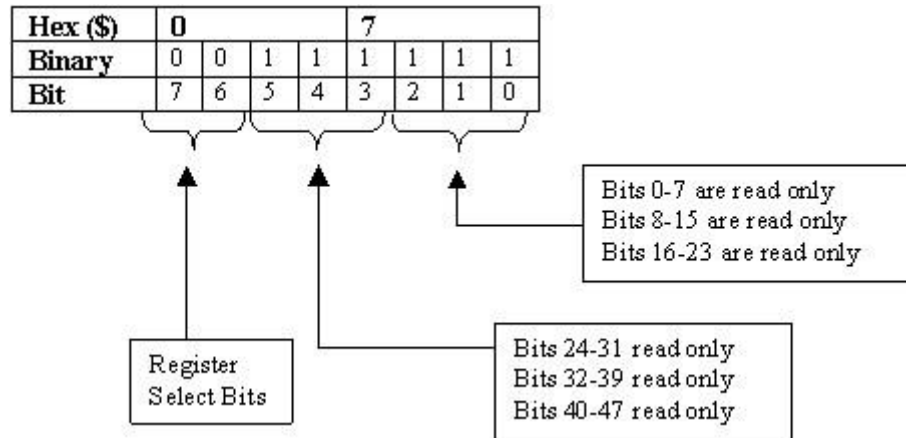 Hex ($) 0 7
Binary 0 0 1 1 1 1 1 1
Bit 7 6 5 4 3 2 1 0
Bits 0-7 are read only
Bits 8-15 are read only
Bits 16-23 are read only
Register
Select Bits
Bits 24-31 read only
Bits 32-39 read only
Bits 40-47 read only